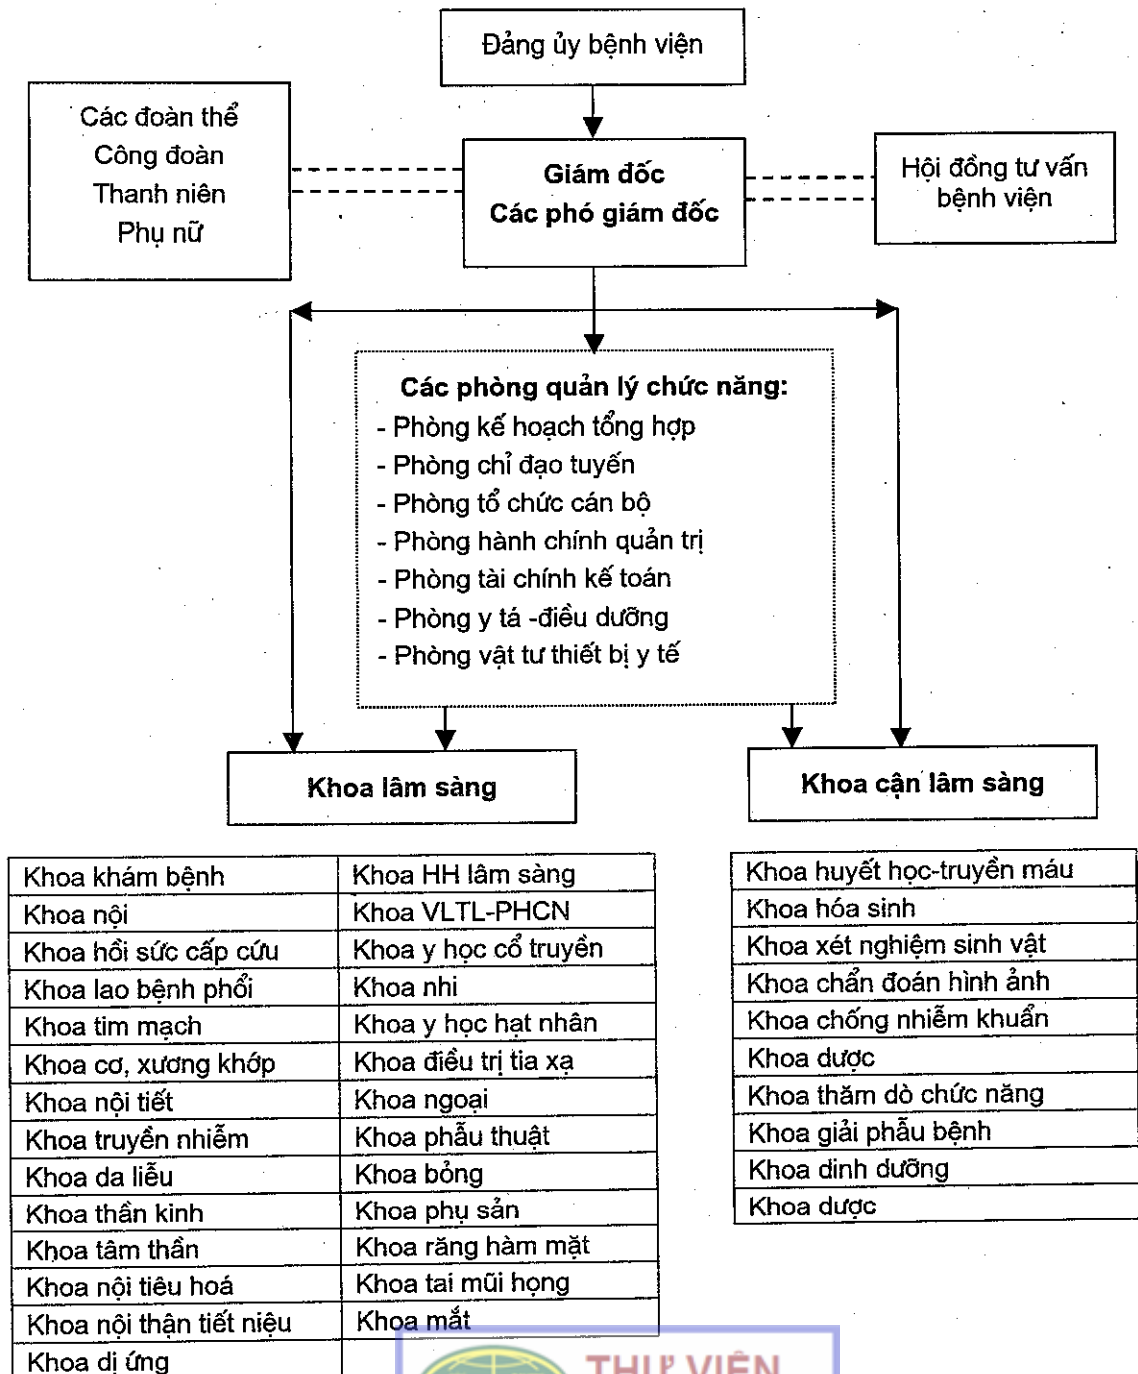 Đảng ủy bệnh viện
Các đoàn thể
Công đoàn
Thanh niên
Phụ nữ
Giám đốc
Các phó giám đốc
Hội đồng tư vấn
bệnh viện
Các phòng quản lý chức năng:
- Phòng kế hoạch tổng hợp
- Phòng chỉ đạo tuyến
- Phòng tổ chức cán bộ
- Phòng hành chính quản trị
- Phòng tài chính kế toán
- Phòng y tá -điều dưỡng
- Phòng vật tư thiết bị y tế
Khoa lâm sàng
Khoa cận lâm sàng
Khoa khám bệnh
Khoa HH lâm sàng
Khoa nội
Khoa VLTL-PHCN
Khoa hồi sức cấp cứu
Khoa y học cổ truyền
Khoa lao bệnh phổi
Khoa nhi
Khoa tim mạch
Khoa y học hạt nhân
Khoa cơ, xương khớp
Khoa điều trị tia xạ
Khoa nội tiết
Khoa ngoại
Khoa truyền nhiễm
Khoa phẫu thuật
Khoa da liễu
Khoa bỏng
Khoa thần kinh
Khoa phụ sản
Khoa tâm thần
Khoa răng hàm mặt
Khoa nội tiêu hoá
Khoa tai mũi họng
Khoa nội thận tiết niệu
Khoa mắt
Khoa dị ứng
Khoa huyết học-truyền máu
Khoa hóa sinh
Khoa xét nghiệm sinh vật
Khoa chẩn đoán hình ảnh
Khoa chống nhiễm khuẩn
Khoa dược
Khoa thăm dò chức năng
Khoa giải phẫu bệnh
Khoa dinh dưỡng
Khoa dược
THƯ VIỆN